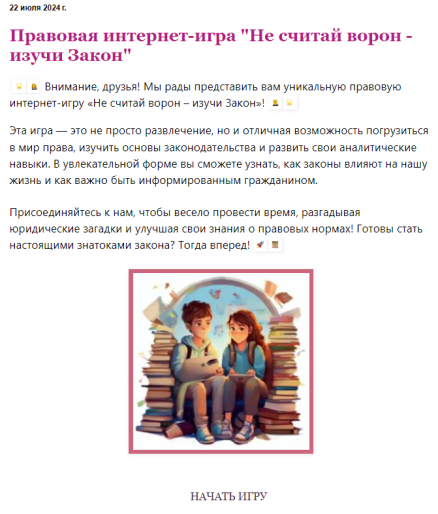 22 июля 2024 г.
Правовая интернет-игра "Не считай ворон -
изучи Закон"
Внимание, друзья! Мы рады представить вам уникальную правовую
интернет-игру «Не считай ворон – изучи Закон»!
Эта игра — это не просто развлечение, но и отличная возможность погрузиться
в мир права, изучить основы законодательства и развить свои аналитические
навыки. В увлекательной форме вы сможете узнать, как законы влияют на нашу
жизнь и как важно быть информированным гражданином.
Присоединяйтесь к нам, чтобы весело провести время, разгадывая
юридические загадки и улучшая свои знания о правовых нормах! Готовы стать
настоящими знатоками закона? Тогда вперед!
НАЧАТЬ ИГРУ